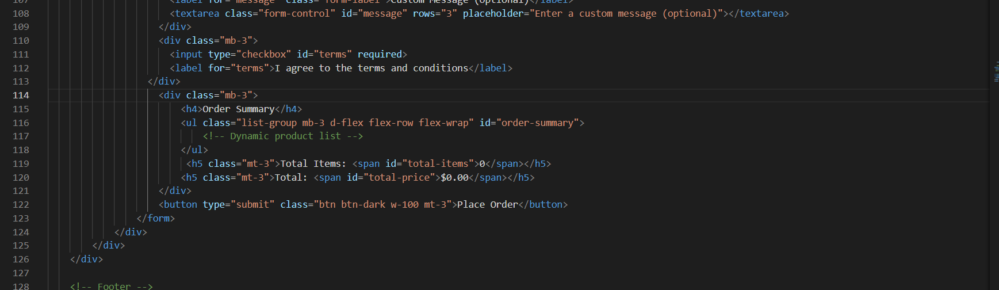 107 <label for="message" class="form-label">Custom Message (optional)</label>
108 <textarea class="form-control" id="message" rows="3" placeholder="Enter a custom message (optional)"></textarea>
109 </div>
110 <div class="mb-3">
111 <input type="checkbox" id="terms" required>
112 <label for="terms">I agree to the terms and conditions</label>
113 </div>
114 <div class="mb-3">
115 <h4>Order Summary</h4>
116 <ul class="list-group mb-3 d-flex flex-row flex-wrap" id="order-summary">
117 <!-- Dynamic product list -->
118 </ul>
119 <h5 class="mt-3">Total Items: <span id="total-items">0</span></h5>
120 <h5 class="mt-3">Total: <span id="total-price">$0.00</span></h5>
121 </div>
122 <button type="submit" class="btn btn-dark w-100 mt-3">Place Order</button>
123 </form>
124 </div>
125 </div>
126 </div>
127
128 <!-- Footer -->